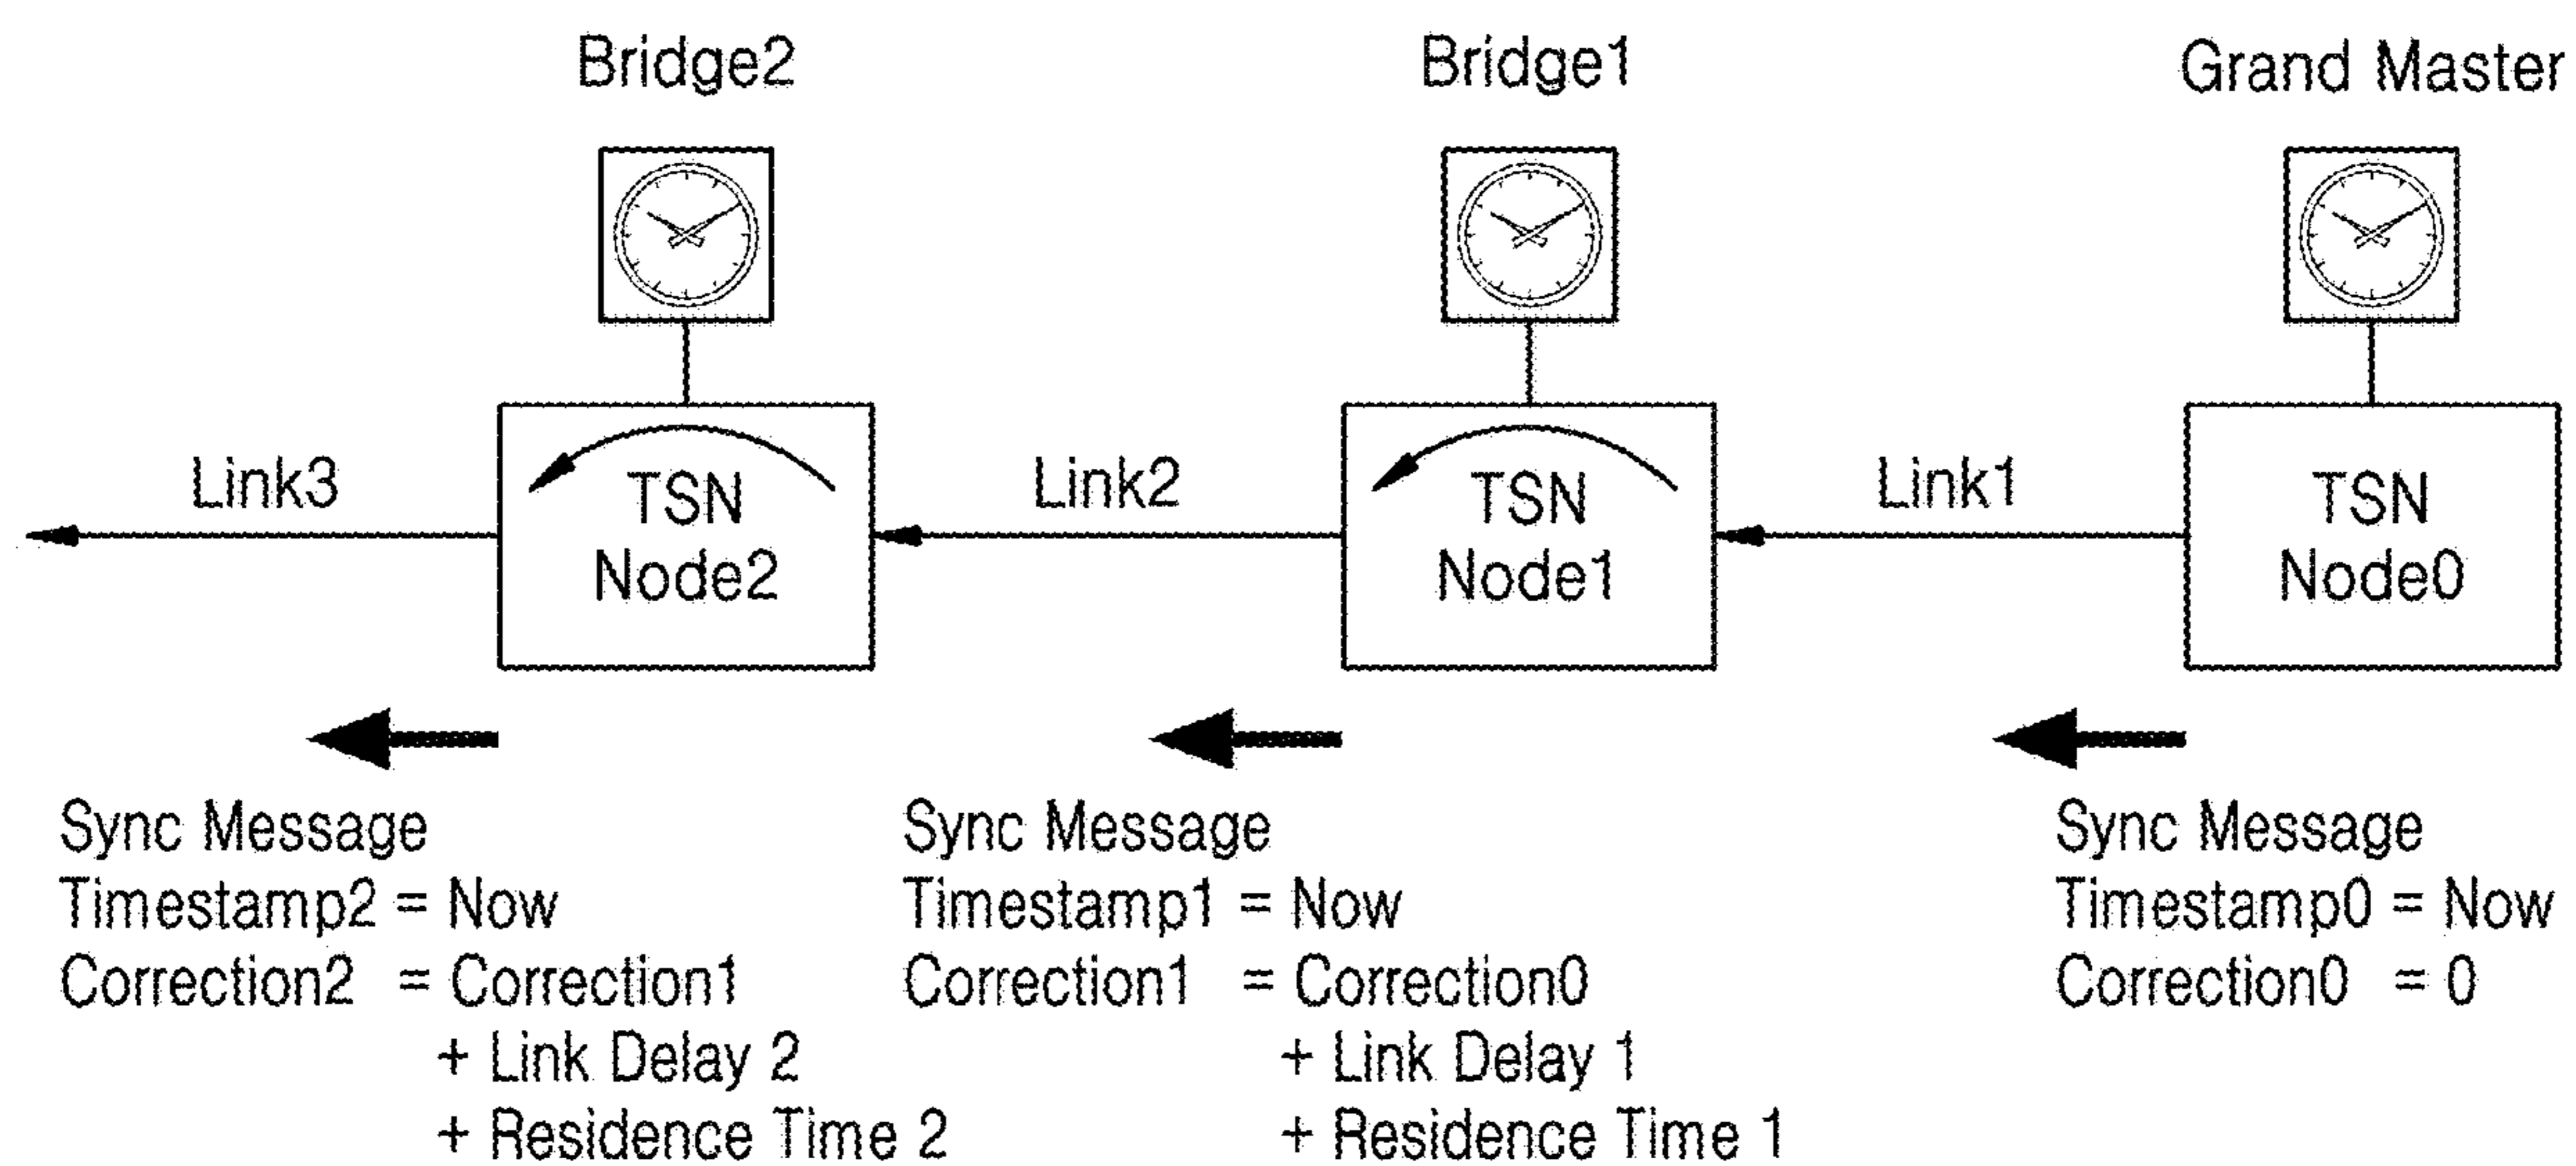 Bridge2
Bridge1
Grand Master
Link3
TSN
Node2
Link2
TSN
Node1
Link1
TSN
Node0
Sync Message
Timestamp2 = Now
Correction2 = Correction1
+ Link Delay 2
+ Residence Time 2
Sync Message
Timestamp1 = Now
Correction1 = Correction0
+ Link Delay 1
+ Residence Time 1
Sync Message
Timestamp0 = Now
Correction0 = 0